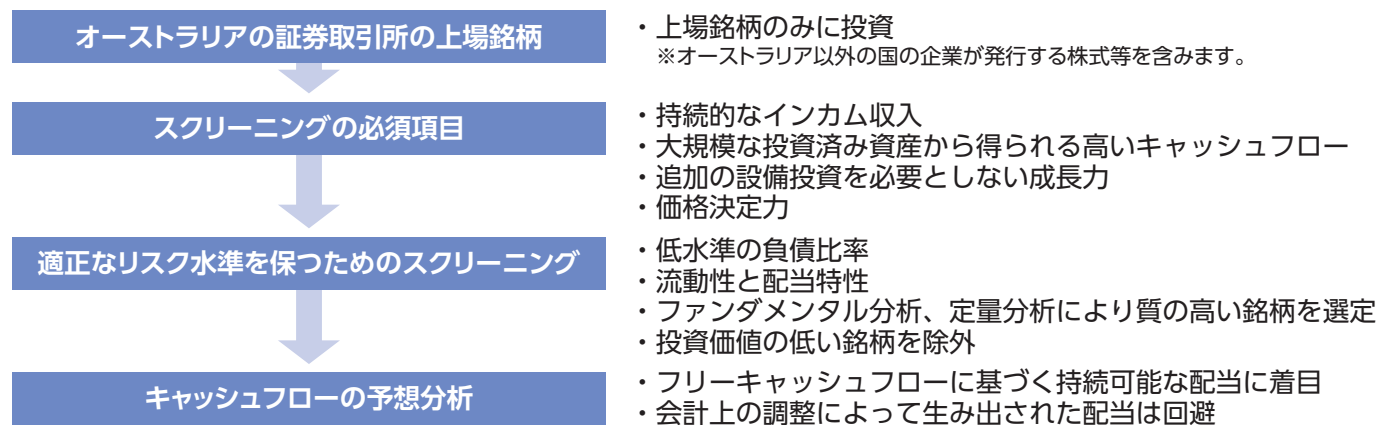 オーストラリアの証券取引所の上場銘柄
・上場銘柄のみに投資
※オーストラリア以外の国の企業が発行する株式等を含みます。
スクリーニングの必須項目
・持続的なインカム収入
・大規模な投資済み資産から得られる高いキャッシュフロー
・追加の設備投資を必要としない成長力
・価格決定力
適正なリスク水準を保つためのスクリーニング
・低水準の負債比率
・流動性と配当特性
・ファンダメンタル分析、定量分析により質の高い銘柄を選定
・投資価値の低い銘柄を除外
キャッシュフローの予想分析
・フリーキャッシュフローに基づく持続可能な配当に着目
・会計上の調整によって生み出された配当は回避